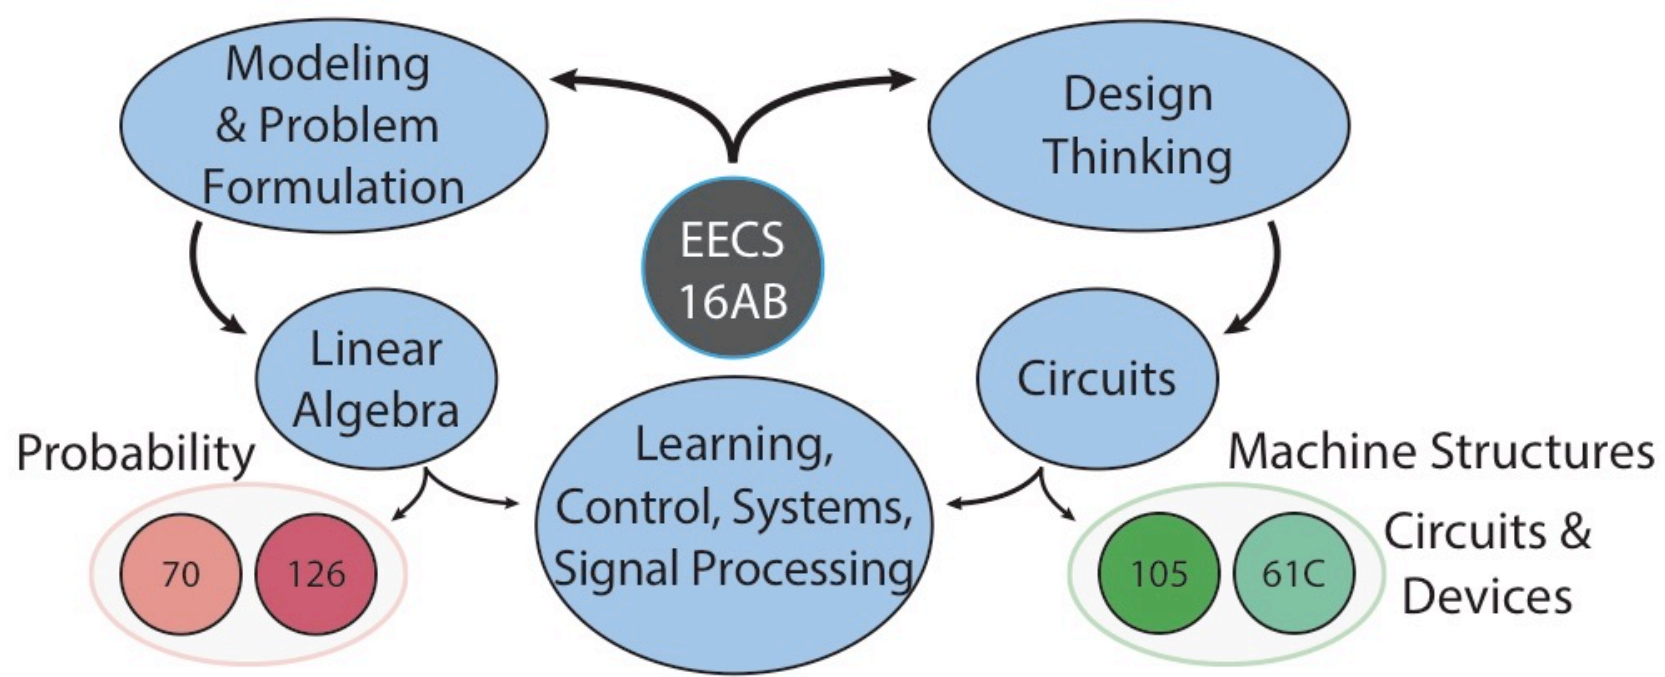 Modeling
& Problem
Formulation
Design
Thinking
EECS
16AB
Linear
Algebra
Circuits
Learning,
Control, Systems,
Signal Processing
Probability
70
126
Machine Structures
Circuits &
Devices
105
61C